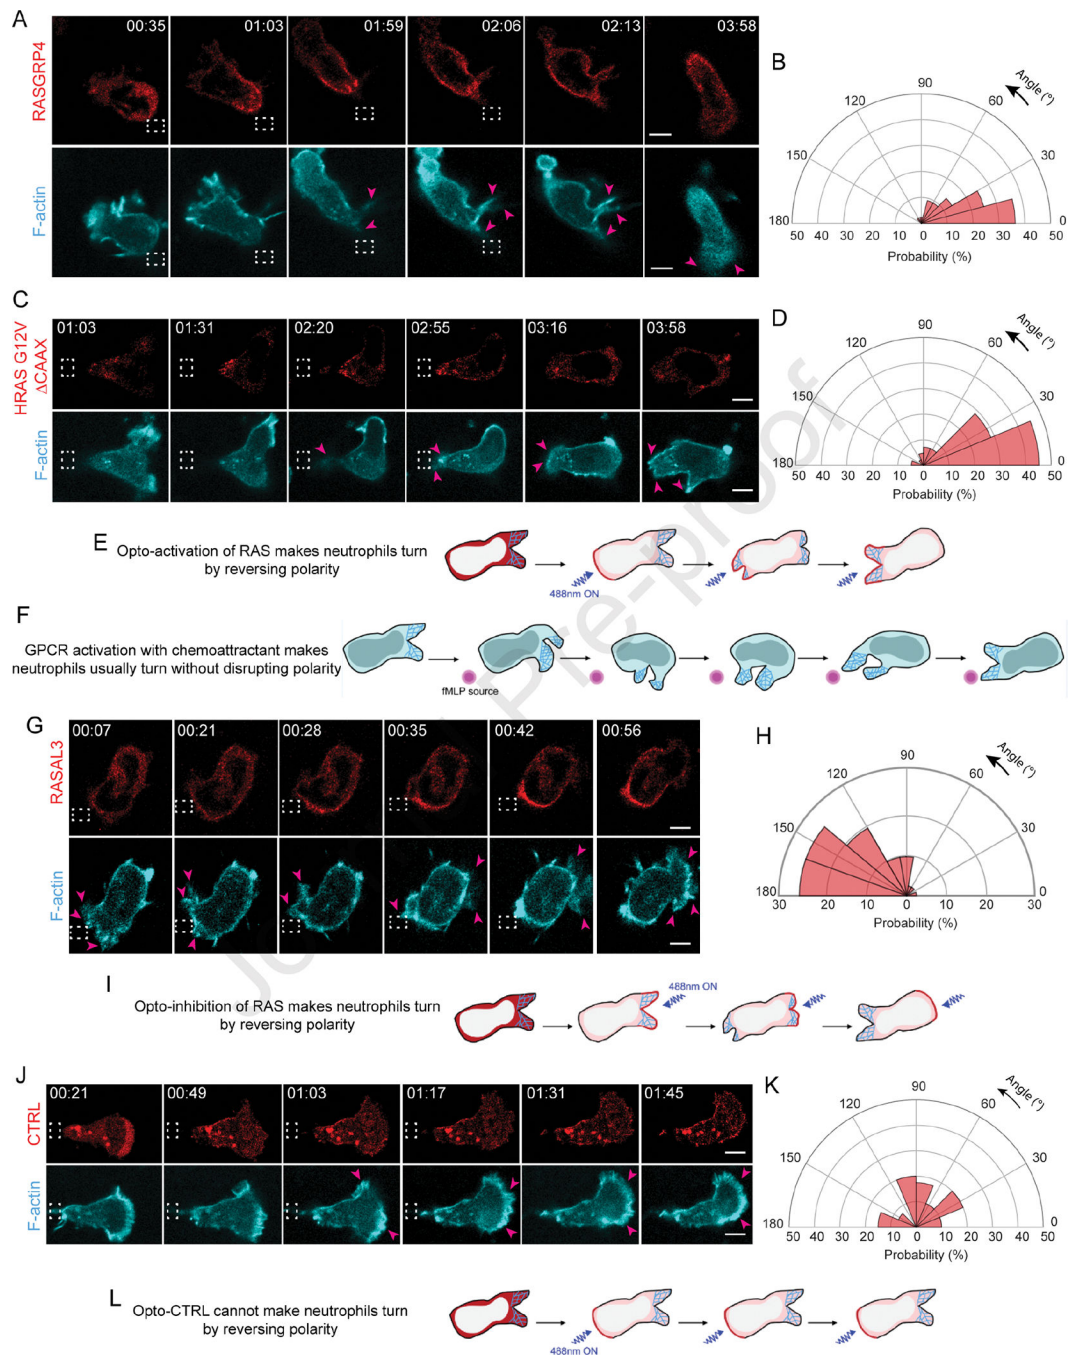 A
00:35
01:03
01:59
02:06
02:13
03:58
RASGRP4
F-actin
B
90
120
60
Angle (°)
150
30
180
0
50 40 30 20 10 0 10 20 30 40 50
Probability (%)
C
01:03
01:31
02:20
02:55
03:16
03:58
HRAS G12V
ΔCAAX
F-actin
D
90
120
60
Angle (°)
150
30
180
0
50 40 30 20 10 0 10 20 30 40 50
Probability (%)
E
Opto-activation of RAS makes neutrophils turn
by reversing polarity
488nm ON
F
GPCR activation with chemoattractant makes
neutrophils usually turn without disrupting polarity
fMLP source
G
00:07
00:21
00:28
00:35
00:42
00:56
RASAL3
F-actin
H
90
120
60
Angle (°)
150
30
180
0
30 20 10 0 10 20 30
Probability (%)
I
Opto-inhibition of RAS makes neutrophils turn
by reversing polarity
488nm ON
J
00:21
00:49
01:03
01:17
01:31
01:45
CTRL
F-actin
K
90
120
60
Angle (°)
150
30
180
0
50 40 30 20 10 0 10 20 30 40 50
Probability (%)
L
Opto-CTRL cannot make neutrophils turn
by reversing polarity
488nm ON
Journal Pre-proof